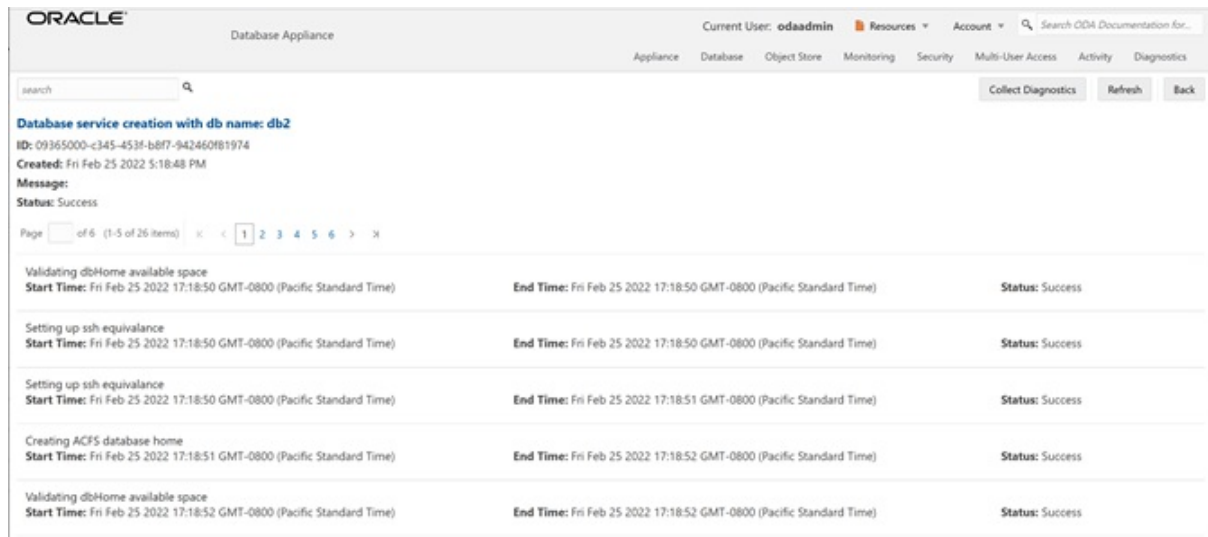 ORACLE
Database Appliance
Current User: odaadmin
Resources
Account
Search ODA Documentation for...
Appliance Database Object Store Monitoring Security Multi-User Access Activity Diagnostics
search
Collect Diagnostics Refresh Back
Database service creation with db name: db2
ID: 09365000-c345-453f-b8f7-942460f81974
Created: Fri Feb 25 2022 5:18:48 PM
Message:
Status: Success
Page of 6 (1-5 of 26 items) 1 2 3 4 5 6
Validating dbHome available space
Start Time: Fri Feb 25 2022 17:18:50 GMT-0800 (Pacific Standard Time) End Time: Fri Feb 25 2022 17:18:50 GMT-0800 (Pacific Standard Time) Status: Success
Setting up ssh equivalance
Start Time: Fri Feb 25 2022 17:18:50 GMT-0800 (Pacific Standard Time) End Time: Fri Feb 25 2022 17:18:50 GMT-0800 (Pacific Standard Time) Status: Success
Setting up ssh equivalance
Start Time: Fri Feb 25 2022 17:18:50 GMT-0800 (Pacific Standard Time) End Time: Fri Feb 25 2022 17:18:51 GMT-0800 (Pacific Standard Time) Status: Success
Creating ACFS database home
Start Time: Fri Feb 25 2022 17:18:51 GMT-0800 (Pacific Standard Time) End Time: Fri Feb 25 2022 17:18:52 GMT-0800 (Pacific Standard Time) Status: Success
Validating dbHome available space
Start Time: Fri Feb 25 2022 17:18:52 GMT-0800 (Pacific Standard Time) End Time: Fri Feb 25 2022 17:18:52 GMT-0800 (Pacific Standard Time) Status: Success